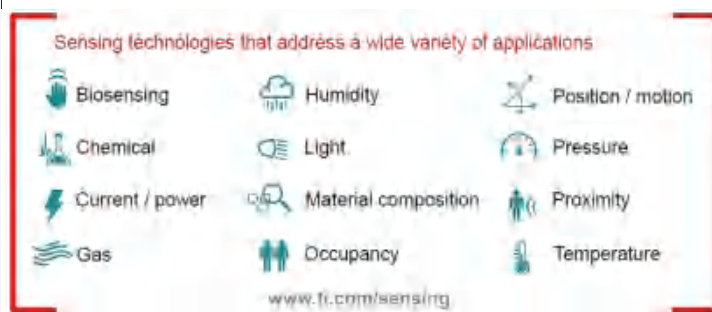 Sensing technologies that address a wide variety of applications
Biosensing
Humidity
Position / motion
Chemical
Light
Pressure
Current / power
Material composition
Proximity
Gas
Occupancy
Temperature
www.ti.com/sensing